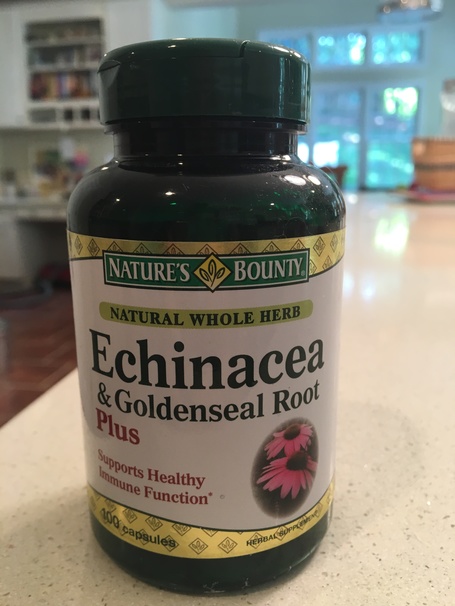 NATURE'S BOUNTY®
NATURAL WHOLE HERB
Echinacea
& Goldenseal Root
Plus
Supports Healthy
Immune Function*
100 capsules
HERBAL SUPPLEMENT